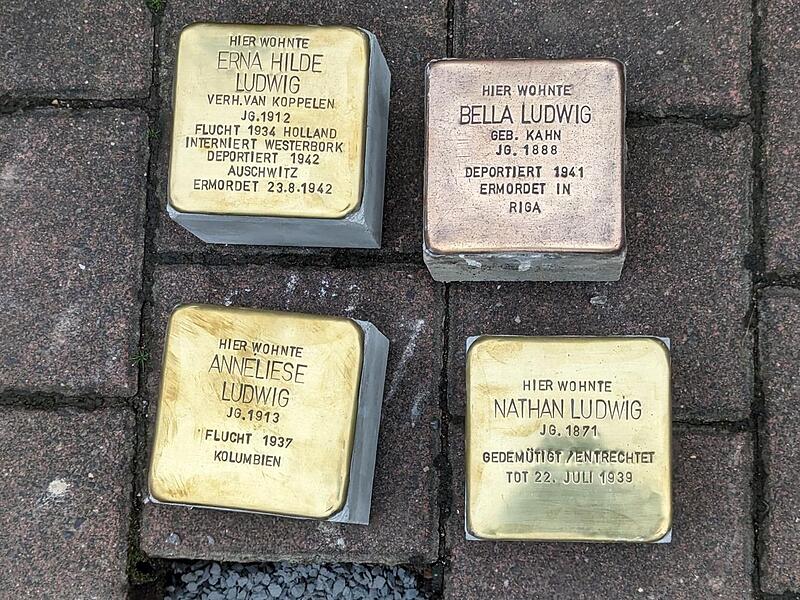 HIER WOHNTE
ERNA HILDE
LUDWIG
VERH.VAN KOPPELEN
JG.1912
FLUCHT 1934 HOLLAND
INTERNIERT WESTERBORK
DEPORTIERT 1942
AUSCHWITZ
ERMORDET 23.8.1942
HIER WOHNTE
BELLA LUDWIG
GEB. KAHN
JG. 1888
DEPORTIERT 1941
ERMORDET IN
RIGA
HIER WOHNTE
ANNELIESE
LUDWIG
JG.1913
FLUCHT 1937
KOLUMBIEN
HIER WOHNTE
NATHAN LUDWIG
JG. 1871
GEDEMÜTIGT/ENTRECHTET
TOT 22. JULI 1939